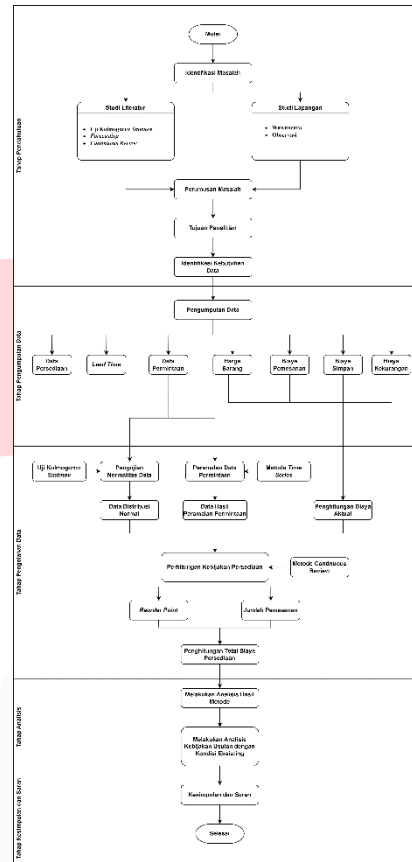 Mulai
Identifikasi Masalah
Tahap Pendahuluan
Studi Literatur
Uji Kolmogorov Smirnov
Forecasting
Continuous Review
Studi Lapangan
Wawancara
Observasi
Perumusan Masalah
Tujuan Penelitian
Identifikasi Kebutuhan
Data
Tahap Pengumpulan Data
Pengumpulan Data
Data
Persediaan
Lead Time
Data
Permintaan
Harga
Barang
Biaya
Pemesanan
Biaya
Simpan
Biaya
Kekurangan
Tahap Pengolahan Data
Uji Kolmogorov
Smirnov
Pengujian
Normalitas Data
Peramalan Data
Permintaan
Metode Time
Series
Data Distribusi
Normal
Data Hasil
Peramalan Permintaan
Penghitungan Biaya
Aktual
Perhitungan Kebijakan Persediaan
Metode Continuous
Review
Reorder Point
Jumlah Pemesanan
Penghitungan Total Biaya
Persediaan
Tahap Analisis
Melakukan Analisis Hasil
Metode
Melakukan Analisis
Kebijakan Usulan dengan
Kondisi Eksisting
Tahap Kesimpulan dan Saran
Kesimpulan dan Saran
Selesai